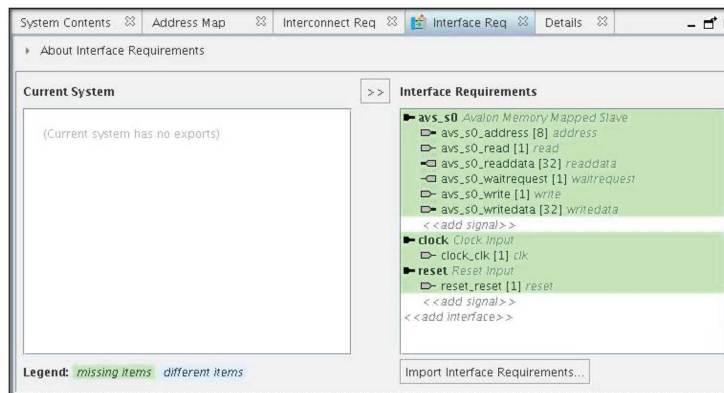 System Contents Address Map Interconnect Req Interface Req Details
About Interface Requirements
Current System >> Interface Requirements
(Current system has no exports)
avs_s0 Avalon Memory Mapped Slave
avs_s0_address [8] address
avs_s0_read [1] read
avs_s0_readdata [32] readdata
avs_s0_waitrequest [1] waitrequest
avs_s0_write [1] write
avs_s0_writedata [32] writedata
<<add signal>>
clock Clock Input
clock_clk [1] clk
reset Reset Input
reset_reset [1] reset
<<add signal>>
<<add interface>>
Legend: missing items different items
Import Interface Requirements...